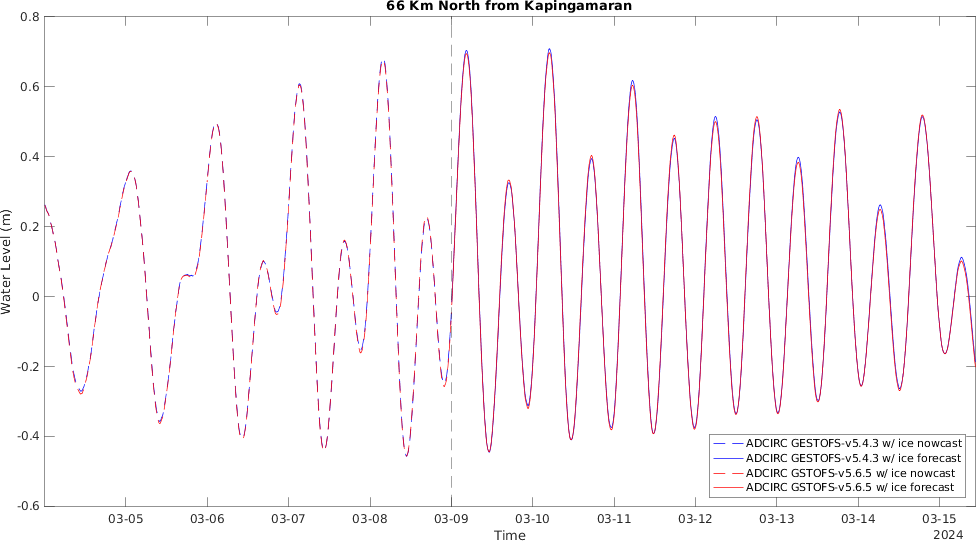 66 Km North from Kapingamaran
Water Level (m)
0.8
0.6
0.4
0.2
0
-0.2
-0.4
-0.6
ADCIRC GESTOFS-v5.4.3 w/ ice nowcast
ADCIRC GESTOFS-v5.4.3 w/ ice forecast
ADCIRC GSTOFS-v5.6.5 w/ ice nowcast
ADCIRC GSTOFS-v5.6.5 w/ ice forecast
03-05 03-06 03-07 03-08 03-09 03-10 03-11 03-12 03-13 03-14 03-15
Time
2024